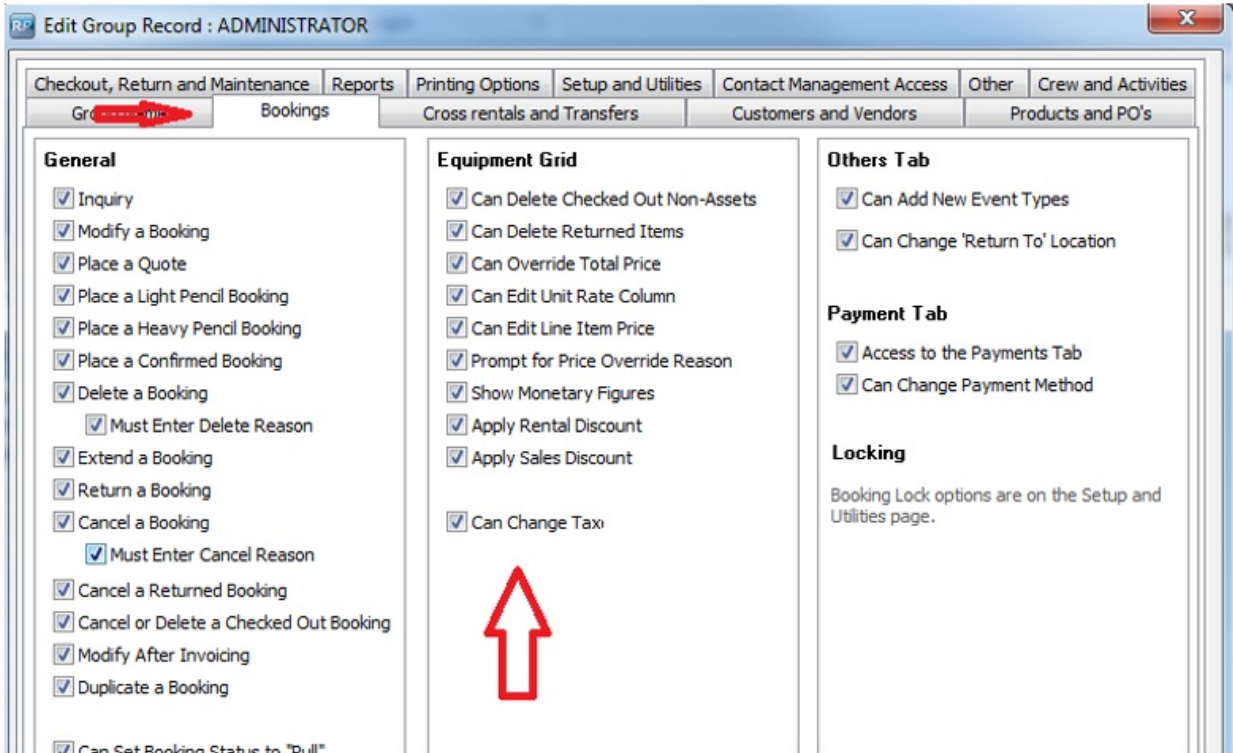 Edit Group Record : ADMINISTRATOR
Checkout, Return and Maintenance Reports Printing Options Setup and Utilities Contact Management Access Other Crew and Activities
Bookings Cross rentals and Transfers Customers and Vendors Products and PO's
General
Inquiry
Modify a Booking
Place a Quote
Place a Light Pencil Booking
Place a Heavy Pencil Booking
Place a Confirmed Booking
Delete a Booking
Must Enter Delete Reason
Extend a Booking
Return a Booking
Cancel a Booking
Must Enter Cancel Reason
Cancel a Returned Booking
Cancel or Delete a Checked Out Booking
Modify After Invoicing
Duplicate a Booking
Can Set Booking Status to "Pull"
Equipment Grid
Can Delete Checked Out Non-Assets
Can Delete Returned Items
Can Override Total Price
Can Edit Unit Rate Column
Can Edit Line Item Price
Prompt for Price Override Reason
Show Monetary Figures
Apply Rental Discount
Apply Sales Discount
Can Change Tax
Others Tab
Can Add New Event Types
Can Change 'Return To' Location
Payment Tab
Access to the Payments Tab
Can Change Payment Method
Locking
Booking Lock options are on the Setup and
Utilities page.